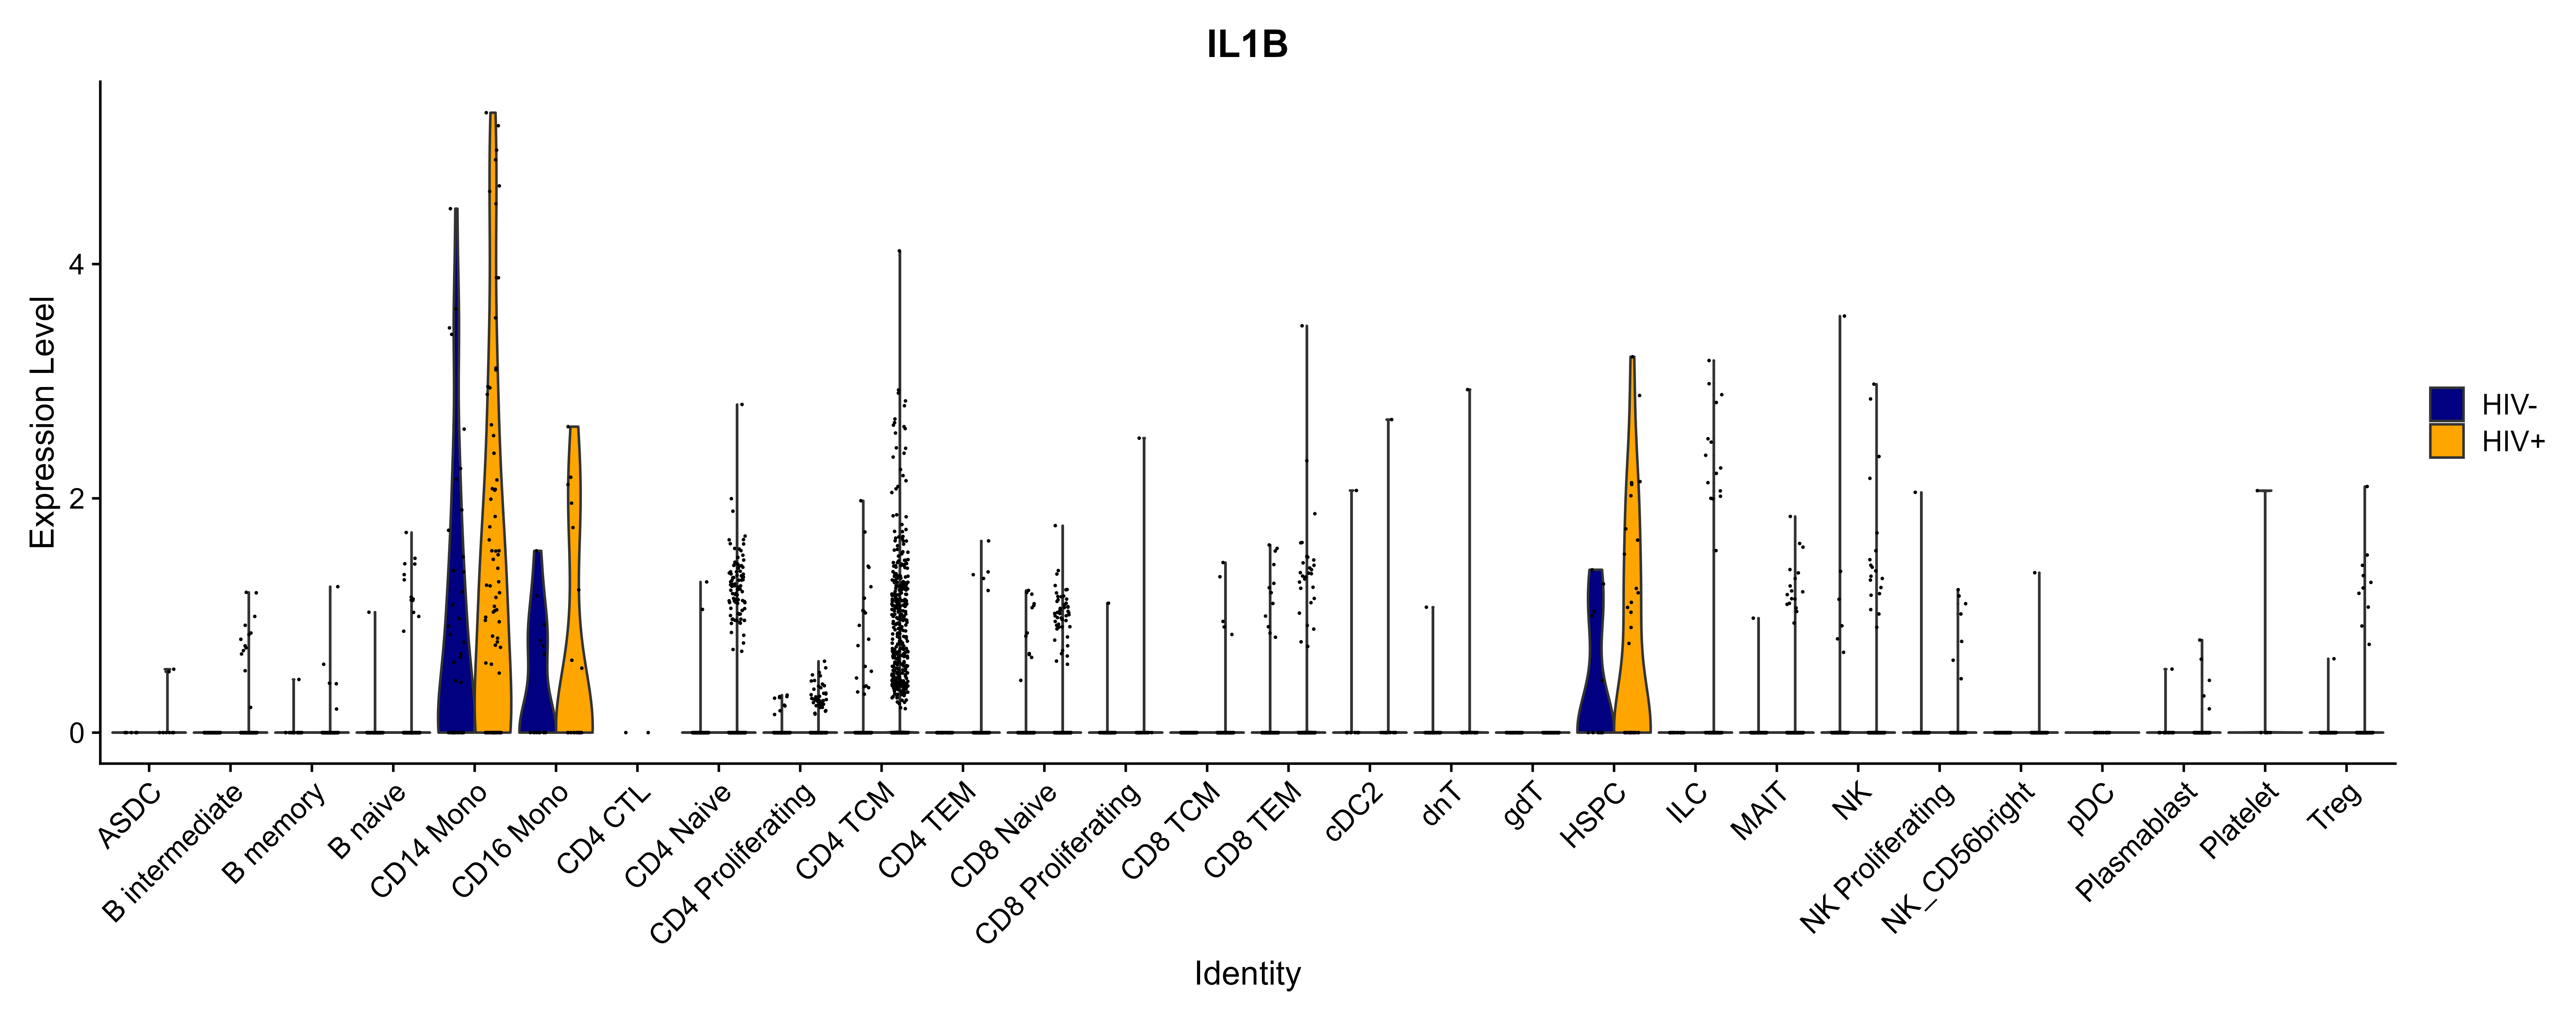 IL1B
Expression Level
4
2
0
ASDC
B intermediate
B memory
B naive
CD14 Mono
CD16 Mono
CD4 CTL
CD4 Naive
CD4 Proliferating
CD4 TCM
CD4 TEM
CD8 Naive
CD8 Proliferating
CD8 TCM
CD8 TEM
cDC2
dnT
gdT
HSPC
ILC
MAIT
NK
NK Proliferating
NK_CD56bright
pDC
Plasmablast
Platelet
Treg
Identity
HIV-
HIV+